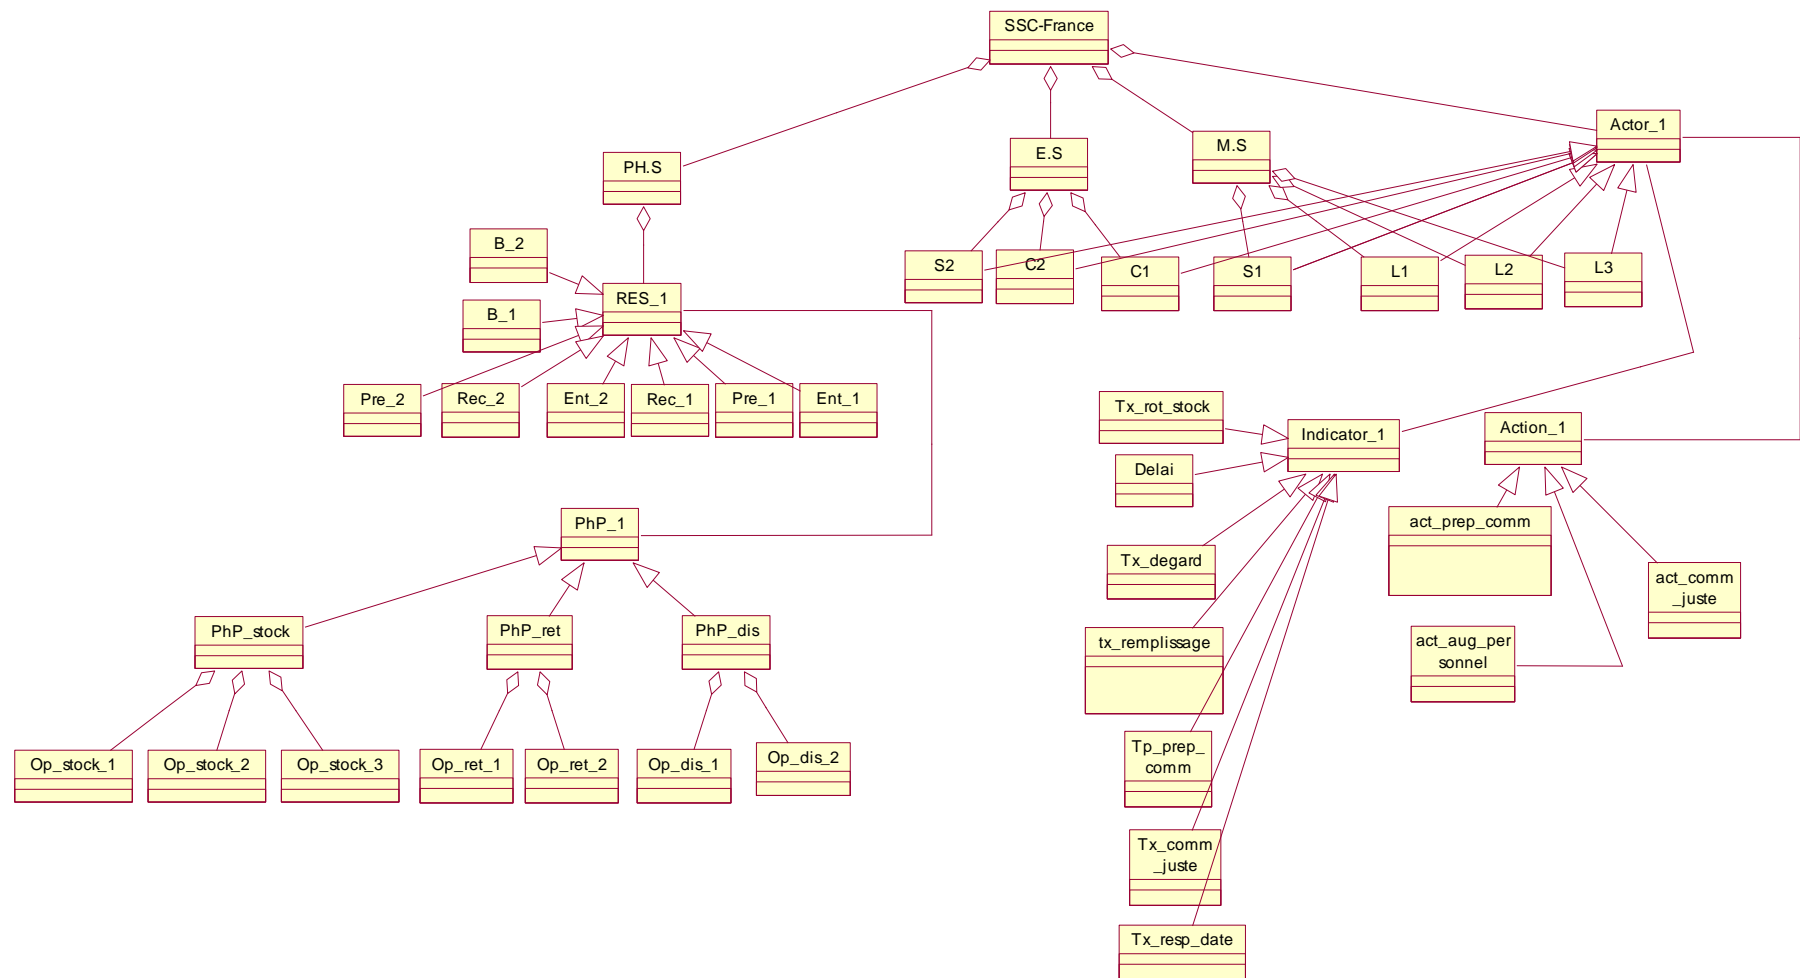 SSC-France
Actor_1
E.S
M.S
PH.S
B_2
S2
C2
C1
S1
L1
L2
L3
RES_1
B_1
Pre_2
Rec_2
Ent_2
Rec_1
Pre_1
Ent_1
Tx_rot_stock
Indicator_1
Action_1
Delai
PhP_1
act_prep_comm
Tx_degard
act_comm
_juste
PhP_stock
PhP_ret
PhP_dis
tx_remplissage
act_aug_per
sonnel
Op_stock_1
Op_stock_2
Op_stock_3
Op_ret_1
Op_ret_2
Op_dis_1
Op_dis_2
Tp_prep_
comm
Tx_comm
_juste
Tx_resp_date